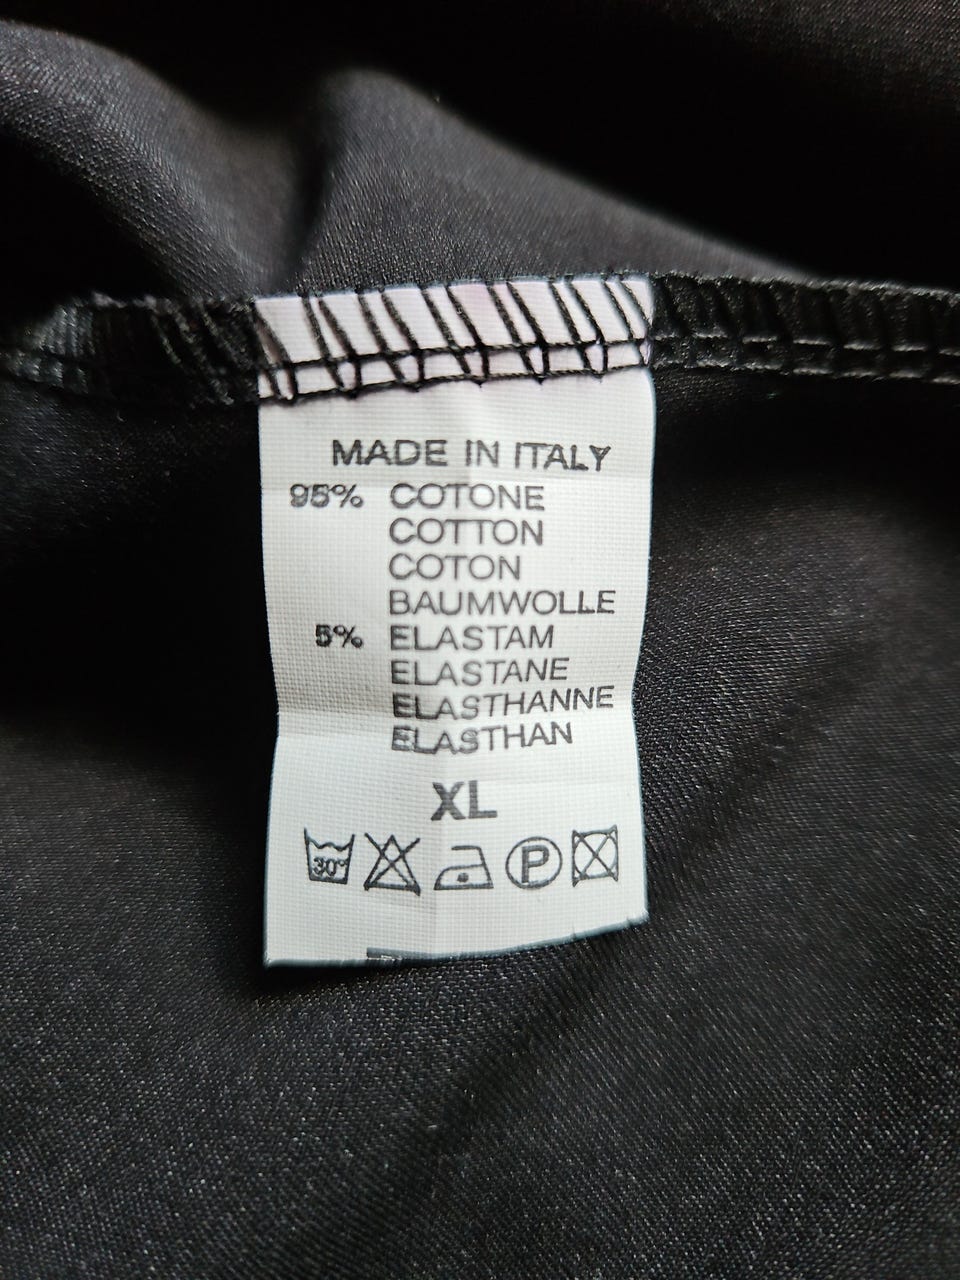 MADE IN ITALY
95% COTONE
COTTON
COTON
BAUMWOLLE
5% ELASTAM
ELASTANE
ELASTHANNE
ELASTHAN
XL
30° P